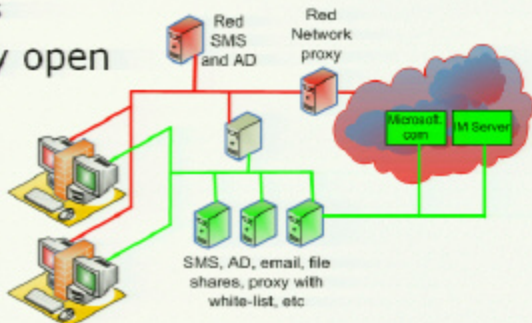 s
y open
Red
SMS
and AD
Red
Network
proxy
Microsoft.
com
IM Server
SMS, AD, email, file
shares, proxy with
white-list, etc